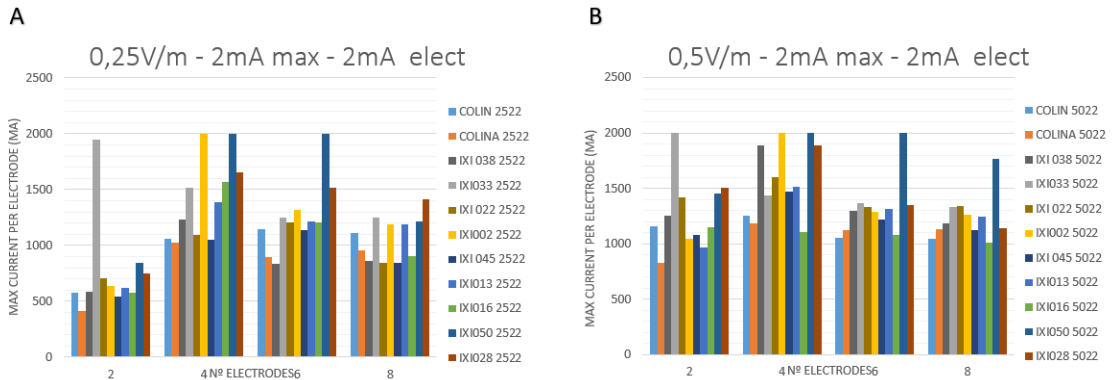 A
0,25V/m - 2mA max - 2mA elect
MAX CURRENT PER ELECTRODE (MA)
2500
2000
1500
1000
500
0
2
4 Nº ELECTRODES 6
8
COLIN 2522
COLINA 2522
IXI 038 2522
IXI033 2522
IXI 022 2522
IXI002 2522
IXI 045 2522
IXI013 2522
IXI016 2522
IXI050 2522
IXI028 2522
B
0,5V/m - 2mA max - 2mA elect
MAX CURRENT PER ELECTRODE (MA)
2500
2000
1500
1000
500
0
2
4 Nº ELECTRODES 6
8
COLIN 5022
COLINA 5022
IXI 038 5022
IXI033 5022
IXI 022 5022
IXI002 5022
IXI 045 5022
IXI013 5022
IXI016 5022
IXI050 5022
IXI028 5022